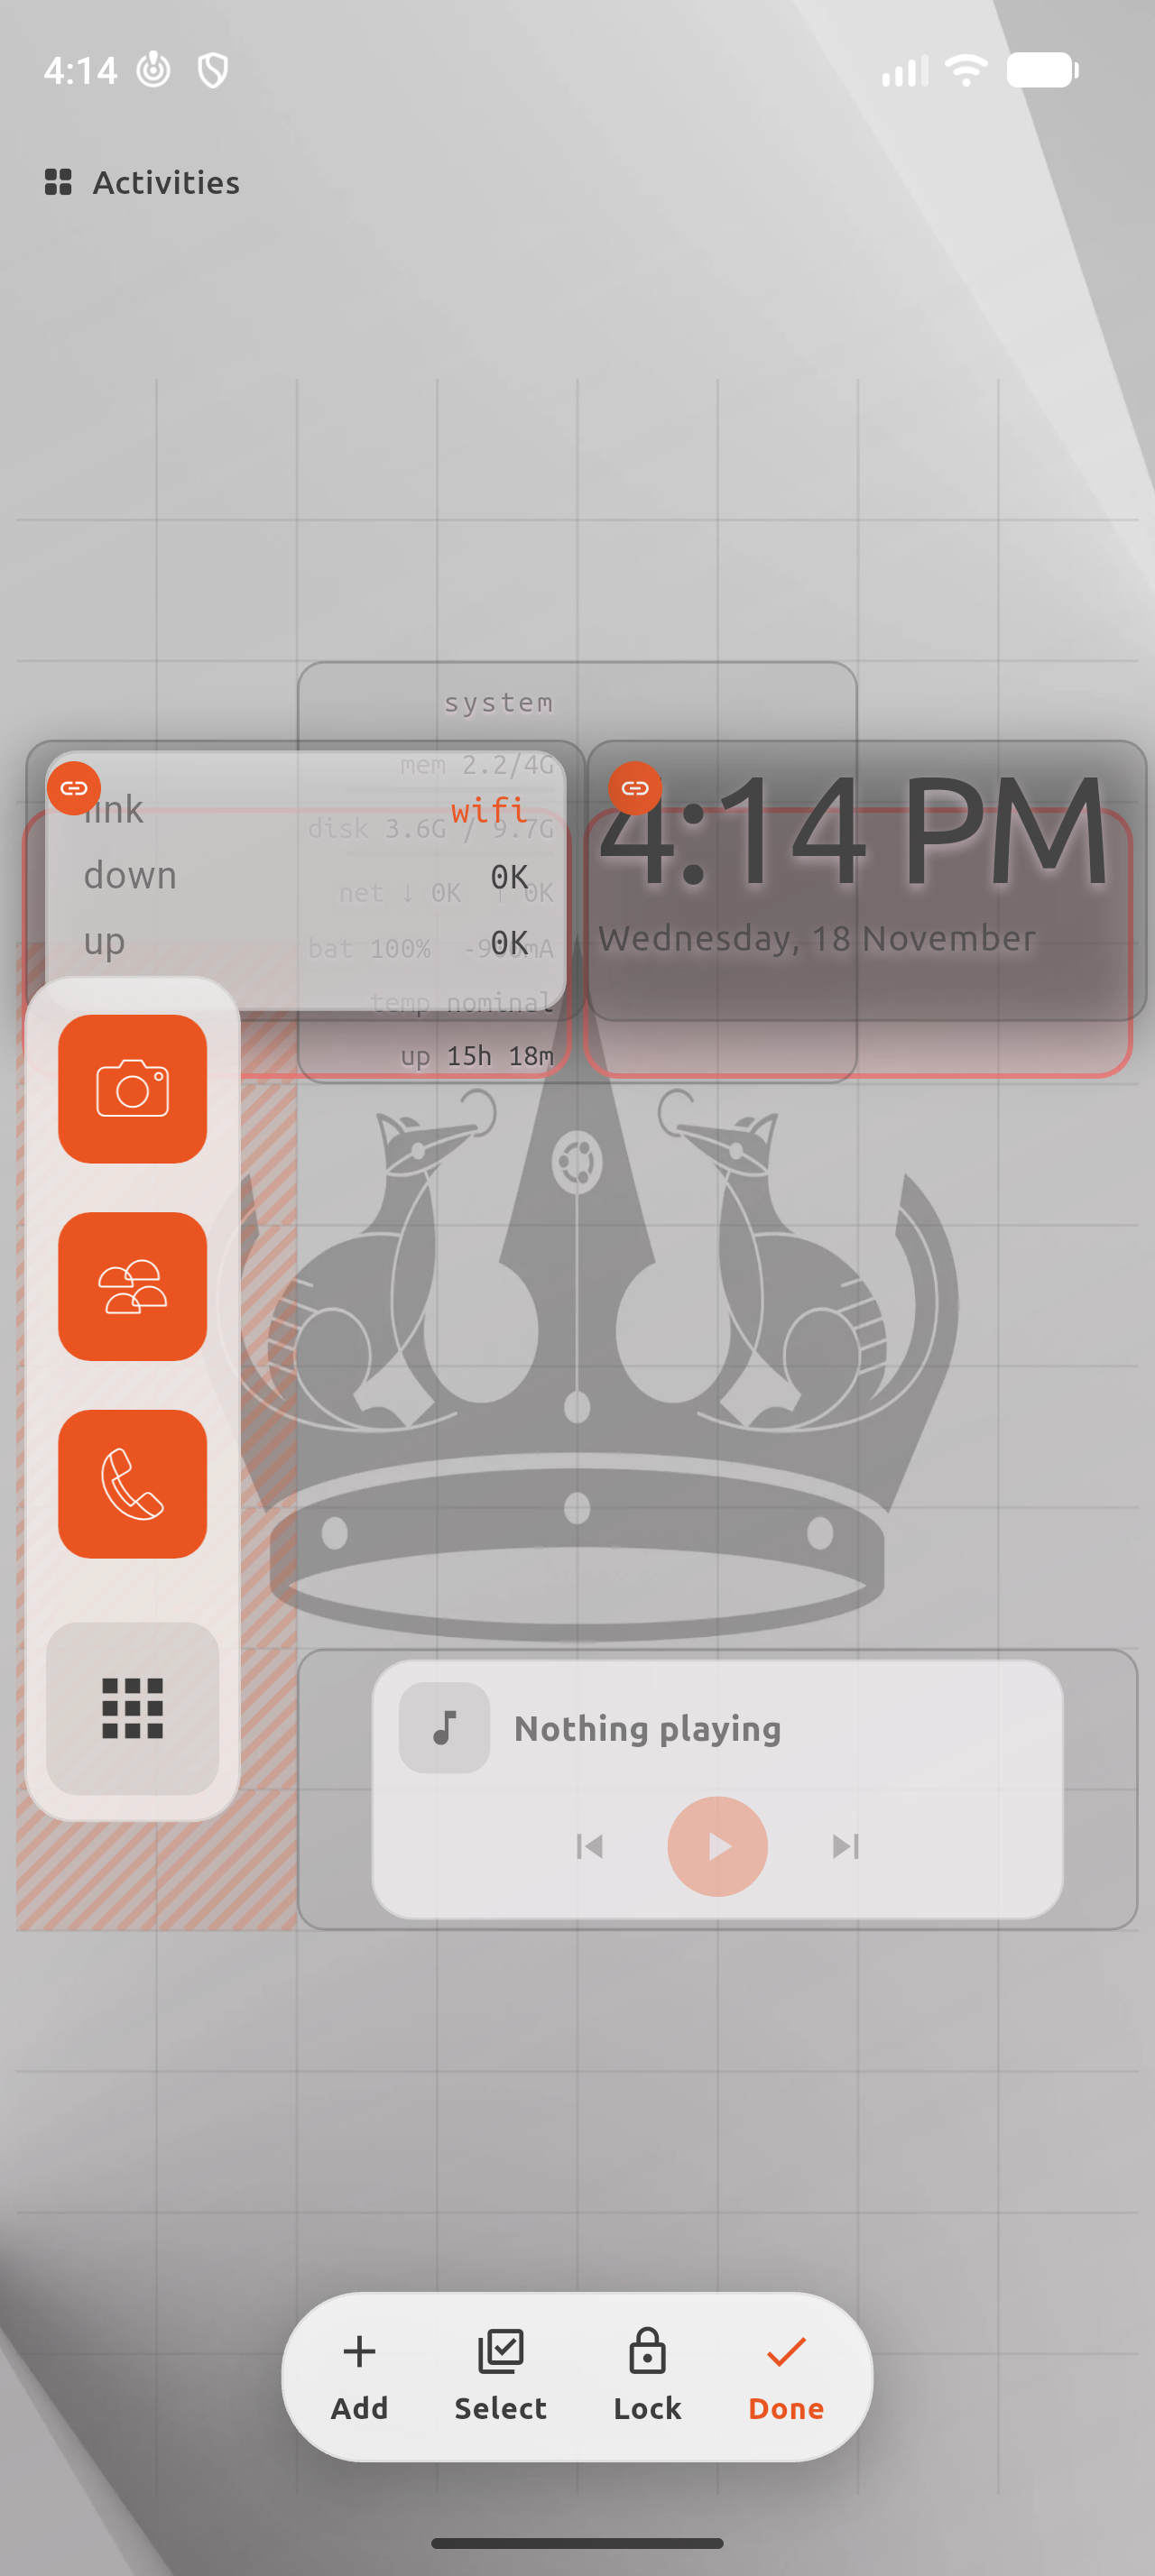 4:14
Activities
system
mem 2.2/4G
link wifi
disk 3.6G / 9.7G
down 0K
net ↓ 0K ↑ 0K
up 0K
bat 100%
temp nominal
up 15h 18m
4:14 PM
Wednesday, 18 November
Nothing playing
Add
Select
Lock
Done